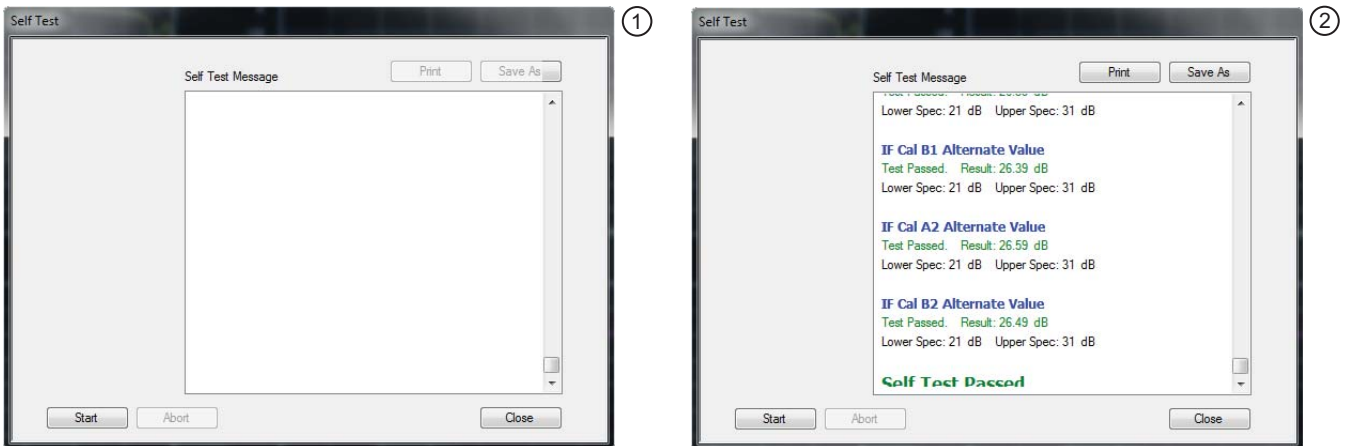 Self Test
1
Self Test Message
Print
Save As
Start
Abort
Close
Self Test
2
Self Test Message
Print
Save As
Lower Spec: 21 dB Upper Spec: 31 dB
IF Cal B1 Alternate Value
Test Passed. Result: 26.39 dB
Lower Spec: 21 dB Upper Spec: 31 dB
IF Cal A2 Alternate Value
Test Passed. Result: 26.59 dB
Lower Spec: 21 dB Upper Spec: 31 dB
IF Cal B2 Alternate Value
Test Passed. Result: 26.49 dB
Lower Spec: 21 dB Upper Spec: 31 dB
Self Test Passed
Start
Abort
Close